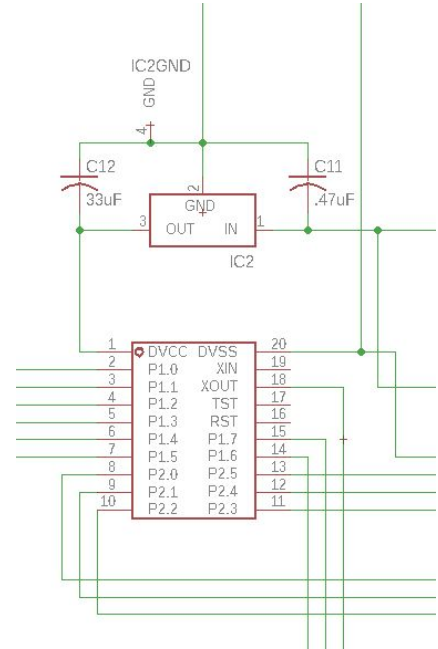 IC2GND
GND
4
C12
33uF
C11
.47uF
2
GND
3
OUT
IN
1
IC2
1 DVCC DVSS 20
2 P1.0 XIN 19
3 P1.1 XOUT 18
4 P1.2 TST 17
5 P1.3 RST 16
6 P1.4 P1.7 15
7 P1.5 P1.6 14
8 P2.0 P2.5 13
9 P2.1 P2.4 12
10 P2.2 P2.3 11